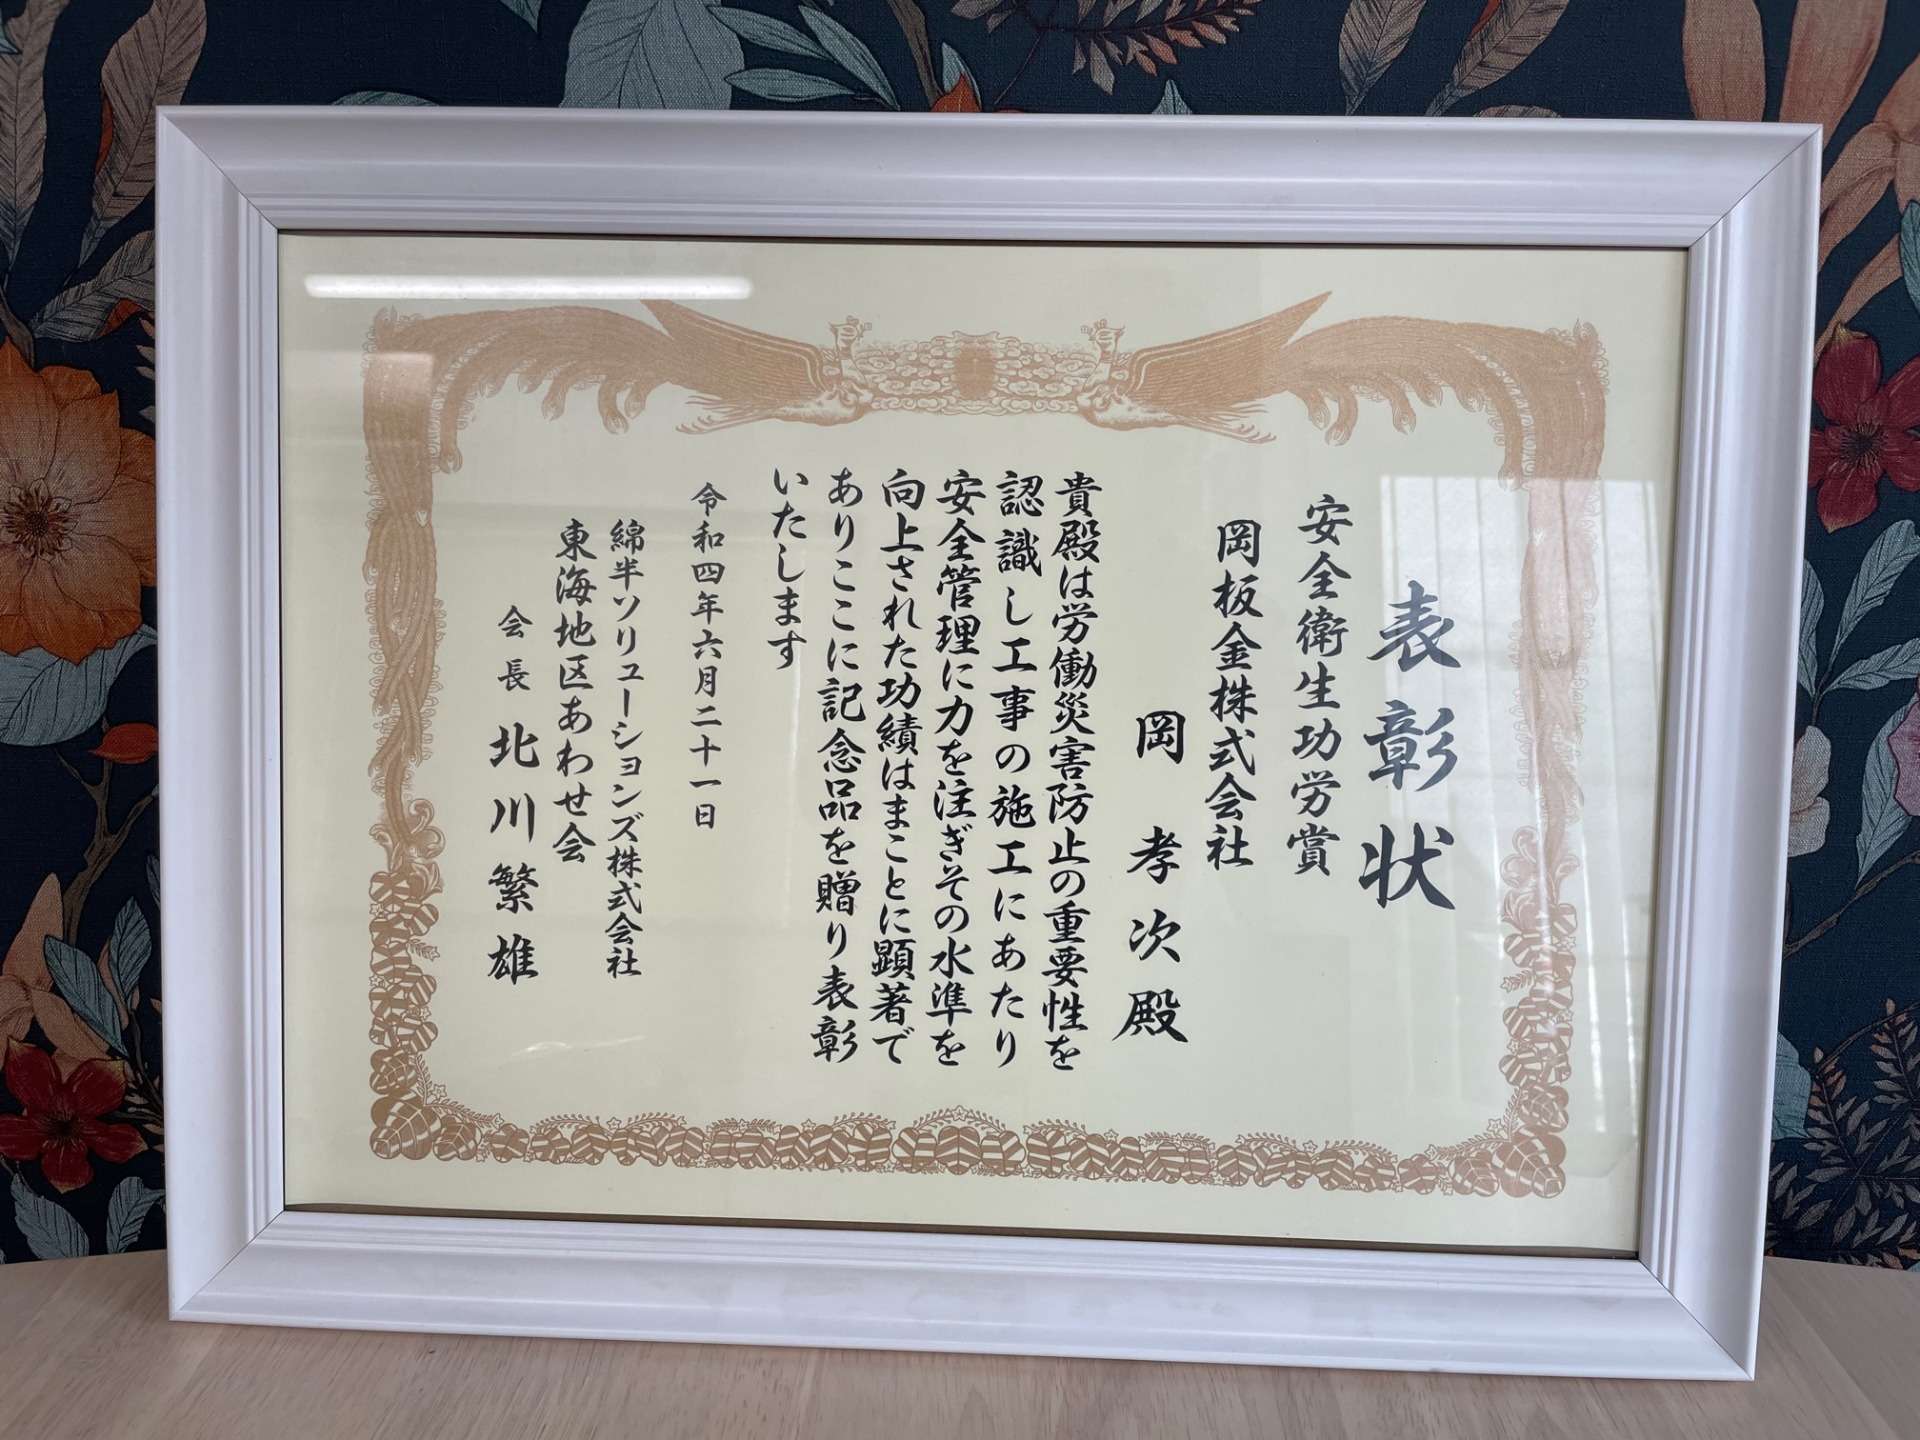 表彰状
安全衛生功労賞
岡板金株式会社
岡孝次殿
貴殿は労働災害防止の重要性を
認識し工事の施工にあたり
安全管理に力を注ぎその水準を
向上された功績はまことに顕著で
ありここに記念品を贈り表彰
いたします
令和四年六月二十一日
綿半ソリューションズ株式会社
東海地区あわせ会
会長 北川繁雄